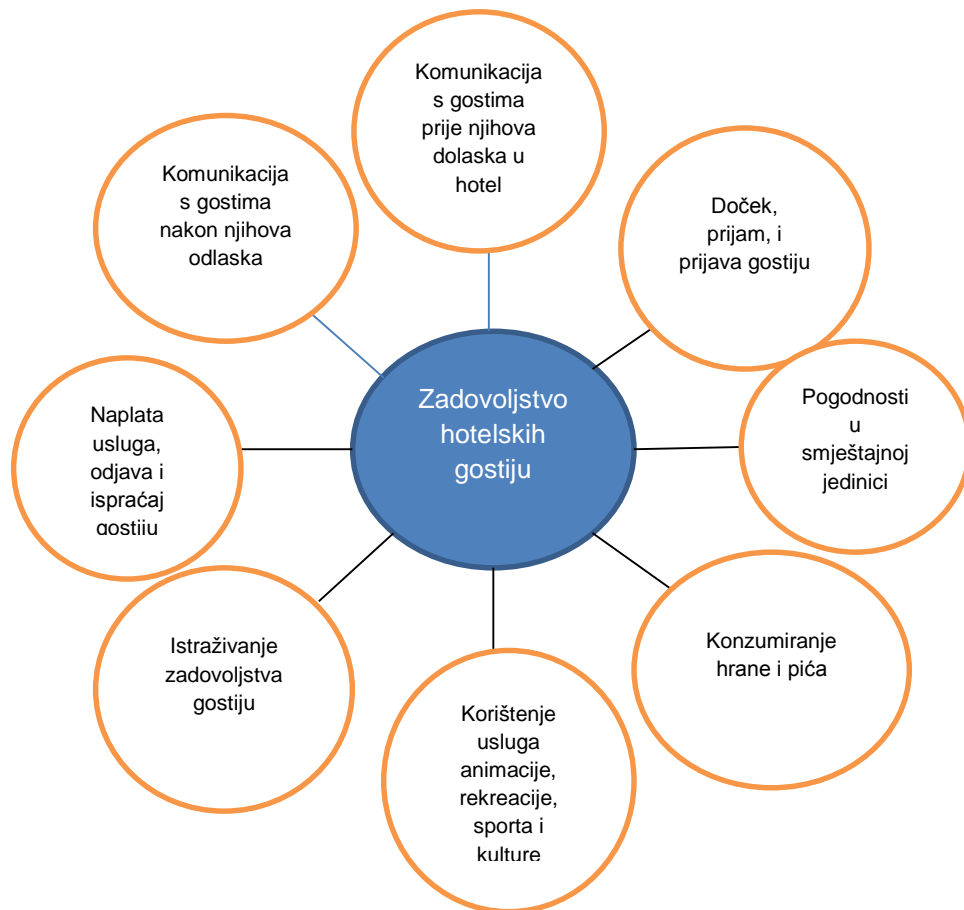 Komunikacija
s gostima
prije njihova
dolaska u
hotel
Doček,
prijam, i
prijava gostiju
Pogodnosti
u
smještajnoj
jedinici
Konzumiranje
hrane i pića
Korištenje
usluga
animacije,
rekreacije,
sporta i
kulture
Istraživanje
zadovoljstva
gostiju
Naplata
usluga,
odjava i
ispraćaj
gostiju
Komunikacija
s gostima
nakon njihova
odlaska
Zadovoljstvo
hotelskih
gostiju